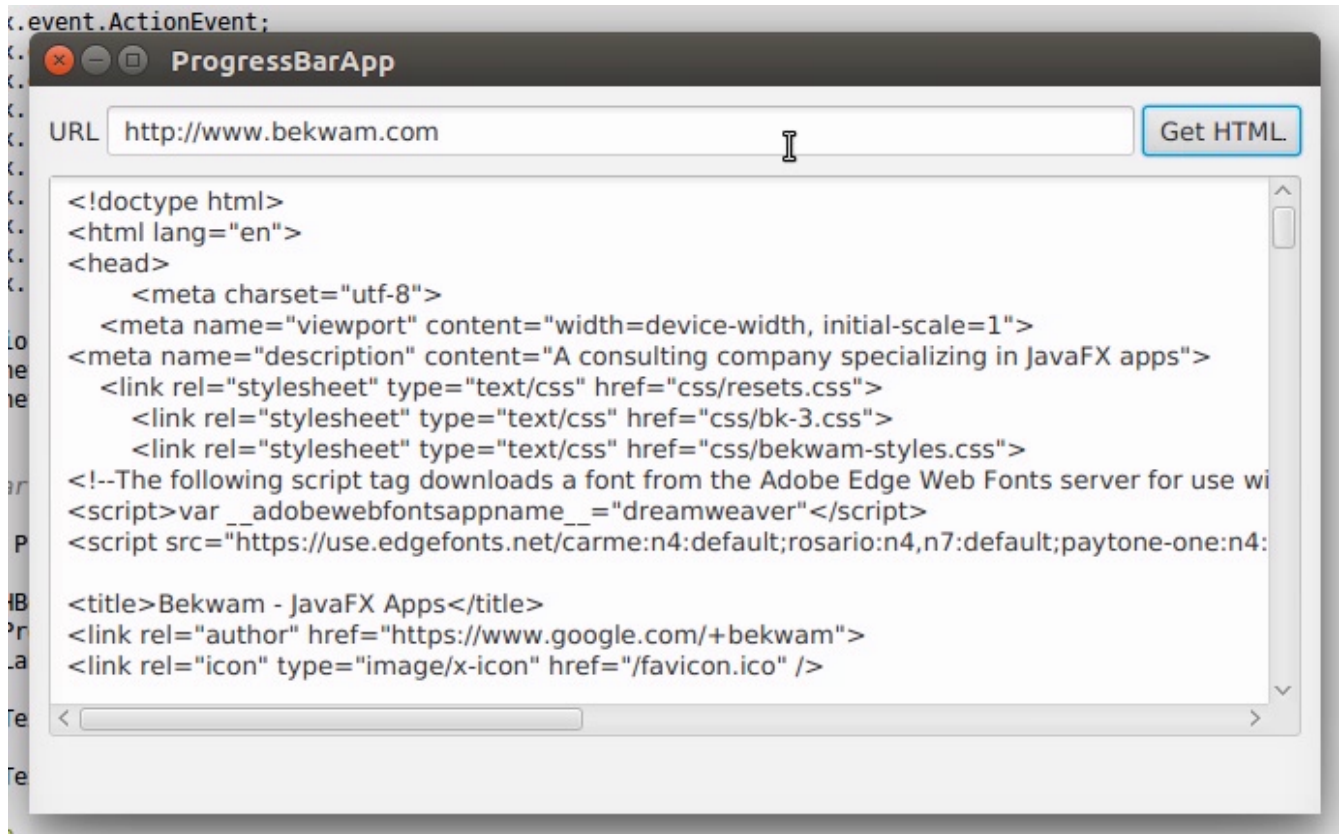 x.event.ActionEvent;
ProgressBarApp
URL http://www.bekwam.com Get HTML
<!doctype html>
<html lang="en">
<head>
<meta charset="utf-8">
<meta name="viewport" content="width=device-width, initial-scale=1">
<meta name="description" content="A consulting company specializing in JavaFX apps">
<link rel="stylesheet" type="text/css" href="css/resets.css">
<link rel="stylesheet" type="text/css" href="css/bk-3.css">
<link rel="stylesheet" type="text/css" href="css/bekwam-styles.css">
<!--The following script tag downloads a font from the Adobe Edge Web Fonts server for use wi
<script>var __adobewebfontsappname__="dreamweaver"</script>
<script src="https://use.edgefonts.net/carme:n4:default;rosario:n4,n7:default;paytone-one:n4:
<title>Bekwam - JavaFX Apps</title>
<link rel="author" href="https://www.google.com/+bekwam">
<link rel="icon" type="image/x-icon" href="/favicon.ico" />